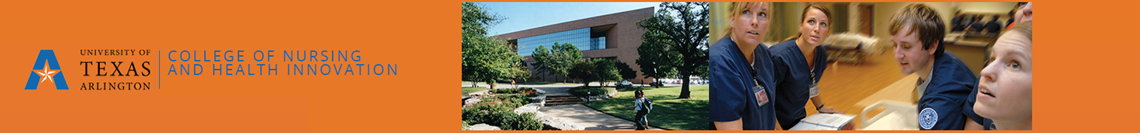 UNIVERSITY OF
TEXAS
ARLINGTON
COLLEGE OF NURSING
AND HEALTH INNOVATION